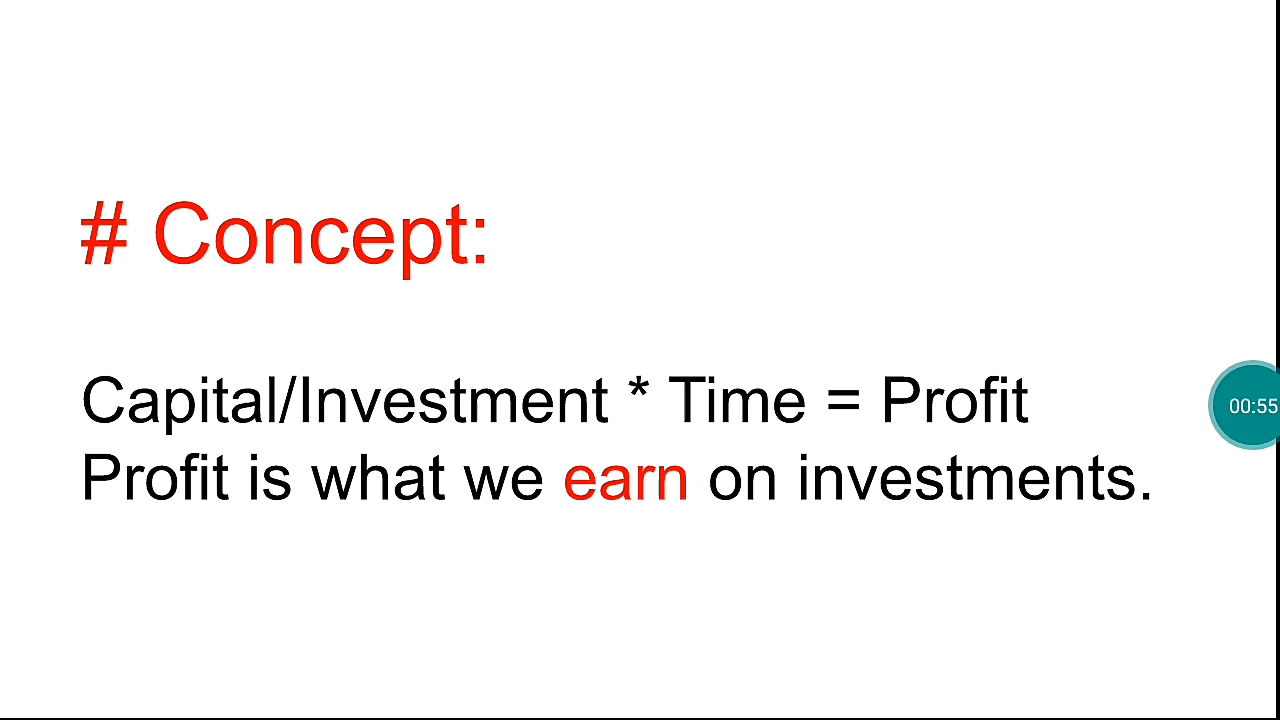 # Concept:
Capital/Investment * Time = Profit
Profit is what we earn on investments.
00:55